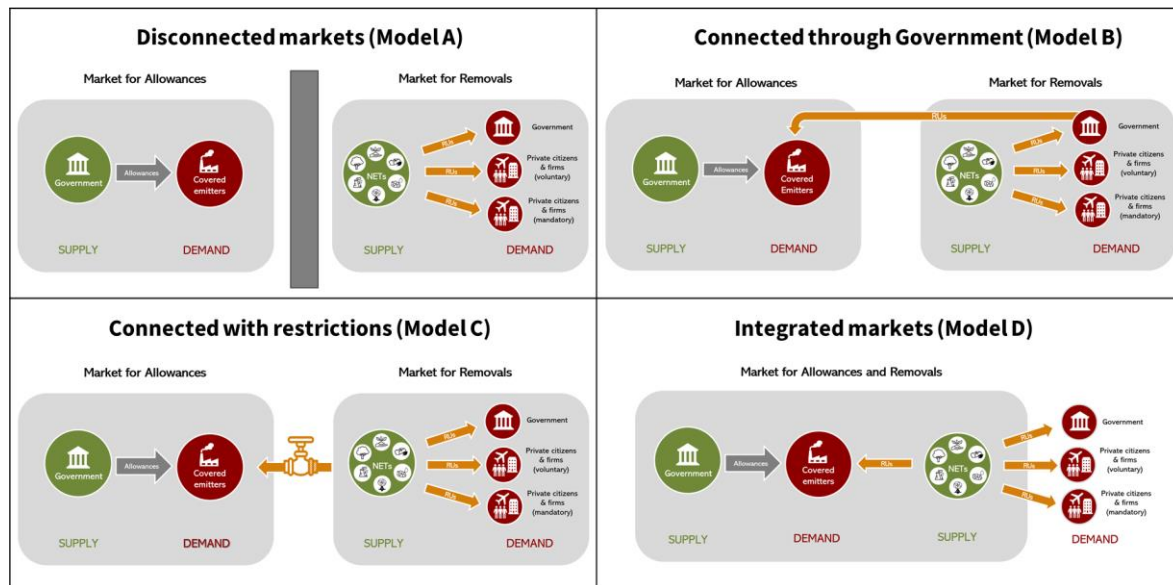 Disconnected markets (Model A)
Market for Allowances
Market for Removals
Government
Allowances
Covered
emitters
SUPPLY
DEMAND
NETs
RUs
RUs
RUs
Government
Private citizens
& firms
(voluntary)
Private citizens
& firms
(mandatory)
SUPPLY
DEMAND
Connected through Government (Model B)
Market for Allowances
Market for Removals
RUs
Government
Allowances
Covered
Emitters
SUPPLY
DEMAND
NETs
RUs
RUs
RUs
Government
Private citizens
& firms
(voluntary)
Private citizens
& firms
(mandatory)
SUPPLY
DEMAND
Connected with restrictions (Model C)
Market for Allowances
Market for Removals
Government
Allowances
Covered
emitters
SUPPLY
DEMAND
NETs
RUs
RUs
RUs
Government
Private citizens
& firms
(voluntary)
Private citizens
& firms
(mandatory)
SUPPLY
DEMAND
Integrated markets (Model D)
Market for Allowances and Removals
Government
Allowances
Covered
emitters
RUs
NETs
RUs
RUs
RUs
Government
Private citizens
& firms
(voluntary)
Private citizens
& firms
(mandatory)
SUPPLY
DEMAND
SUPPLY
DEMAND